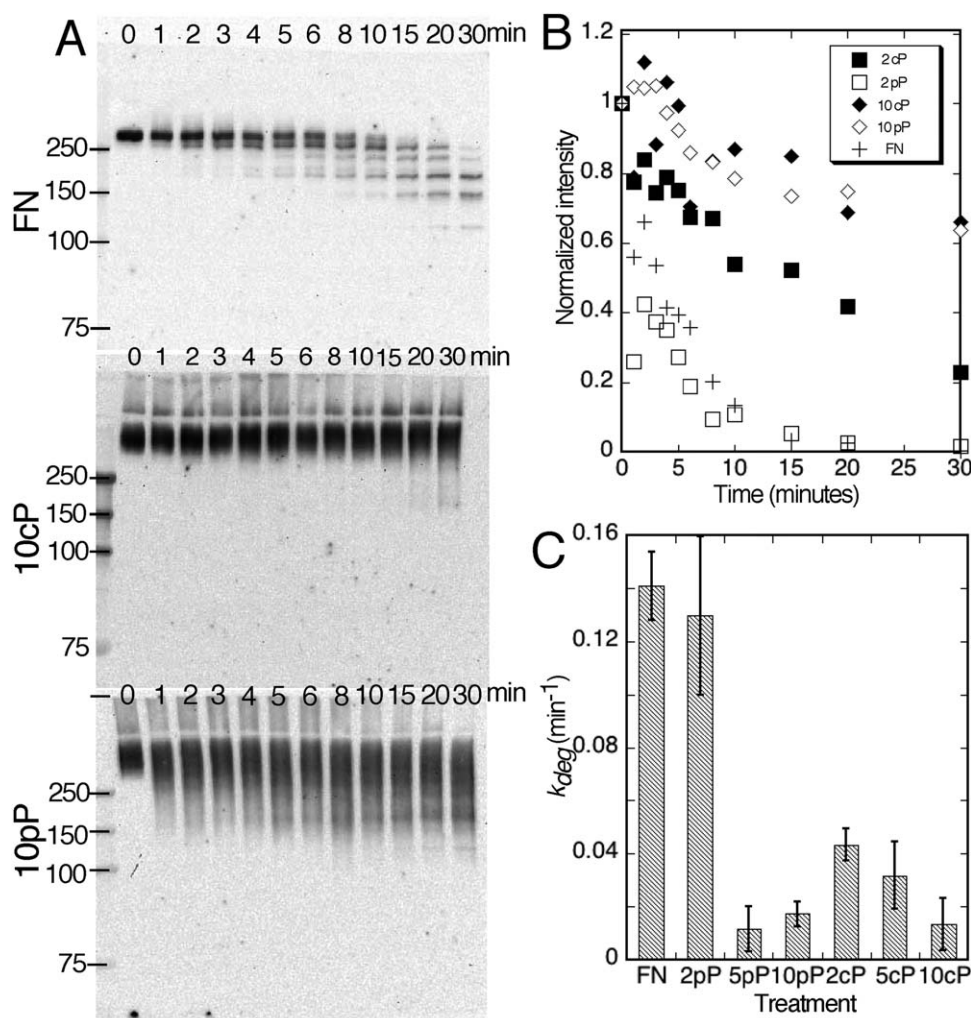 A
0 1 2 3 4 5 6 8 10 15 20 30 min
250
150
100
75
FN
0 1 2 3 4 5 6 8 10 15 20 30 min
250
150
100
75
10cP
0 1 2 3 4 5 6 8 10 15 20 30 min
250
150
100
75
10pP
B
1.2
1
0.8
0.6
0.4
0.2
0
Normalized intensity
2cP
2pP
10cP
10pP
FN
0 5 10 15 20 25 30
Time (minutes)
C
0.16
0.12
0.08
0.04
0
kdeg (min-1)
FN 2pP 5pP 10pP 2cP 5cP 10cP
Treatment